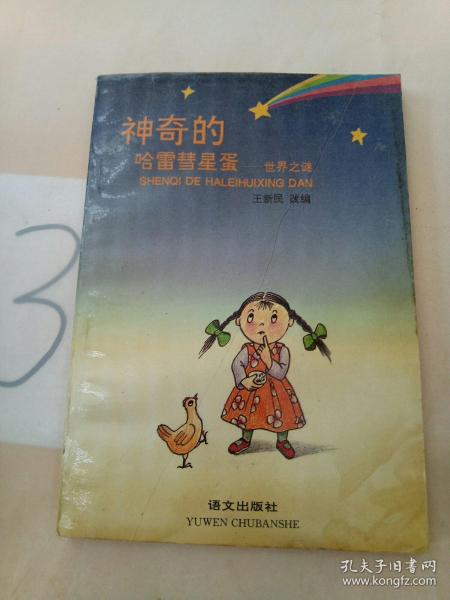 3
神奇的
哈雷彗星蛋——世界之谜
SHENQI DE HALEIHUIXING DAN
王新民 改编
语文出版社
YUWEN CHUBANSHE
孔夫子旧书网
www.kongfz.com